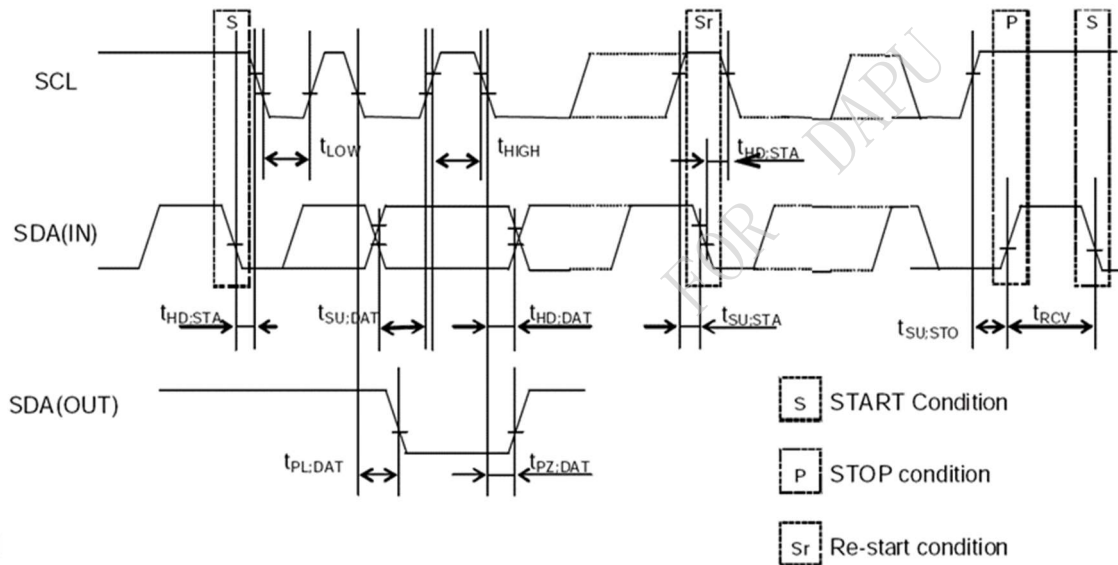 S Sr P S
SCL
tLOW tHIGH tHD;STA
SDA(IN)
tHD;STA tSU;DAT tHD;DAT tSU;STA tSU;STO tRCV
SDA(OUT)
tPL;DAT tPZ;DAT
S START Condition
P STOP condition
Sr Re-start condition
FOR DAPU